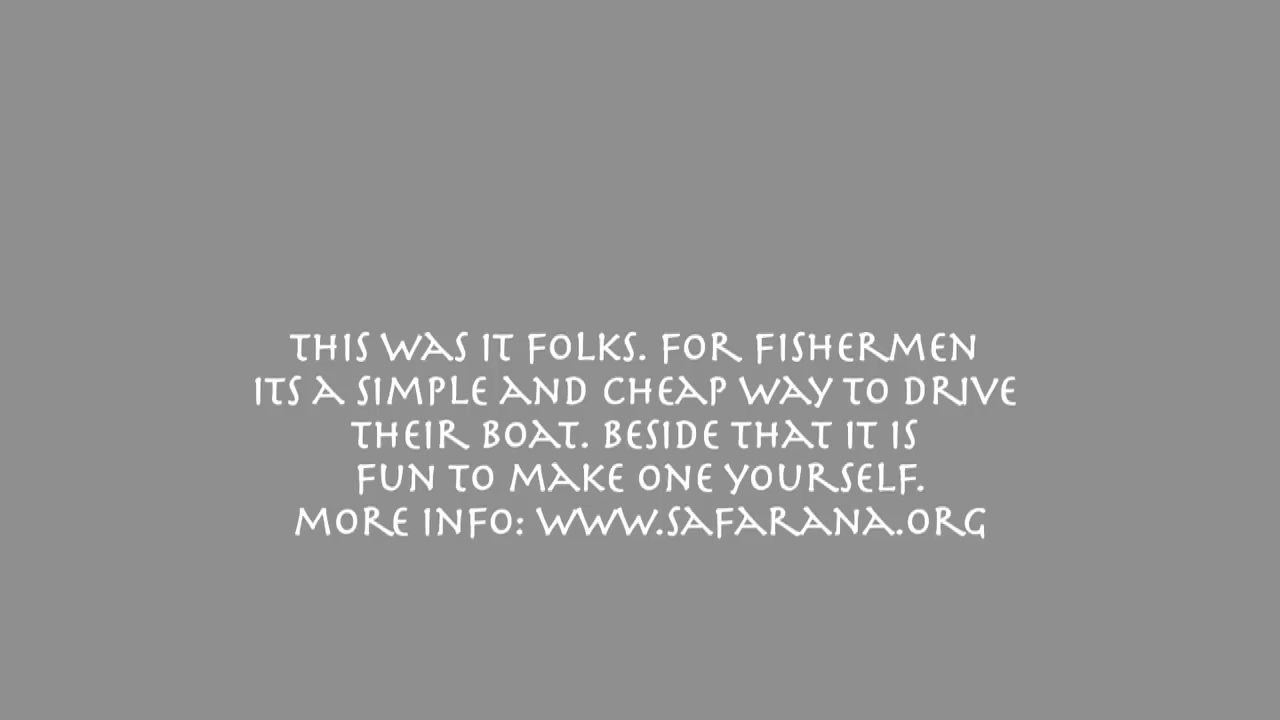 THIS WAS IT FOLKS. FOR FISHERMEN
ITS A SIMPLE AND CHEAP WAY TO DRIVE
THEIR BOAT. BESIDE THAT IT IS
FUN TO MAKE ONE YOURSELF.
MORE INFO: WWW.SAFARANA.ORG